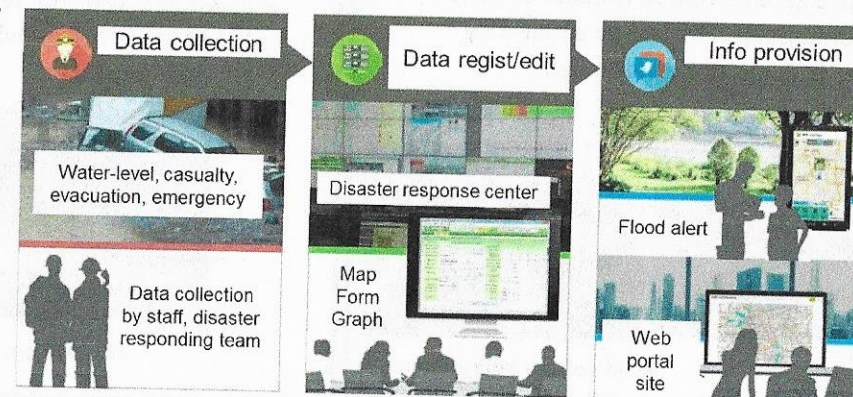 Data collection
Water-level, casualty,
evacuation, emergency
Data collection
by staff, disaster
responding team
Data regist/edit
Disaster response center
Map
Form
Graph
Info provision
Flood alert
Web
portal
site